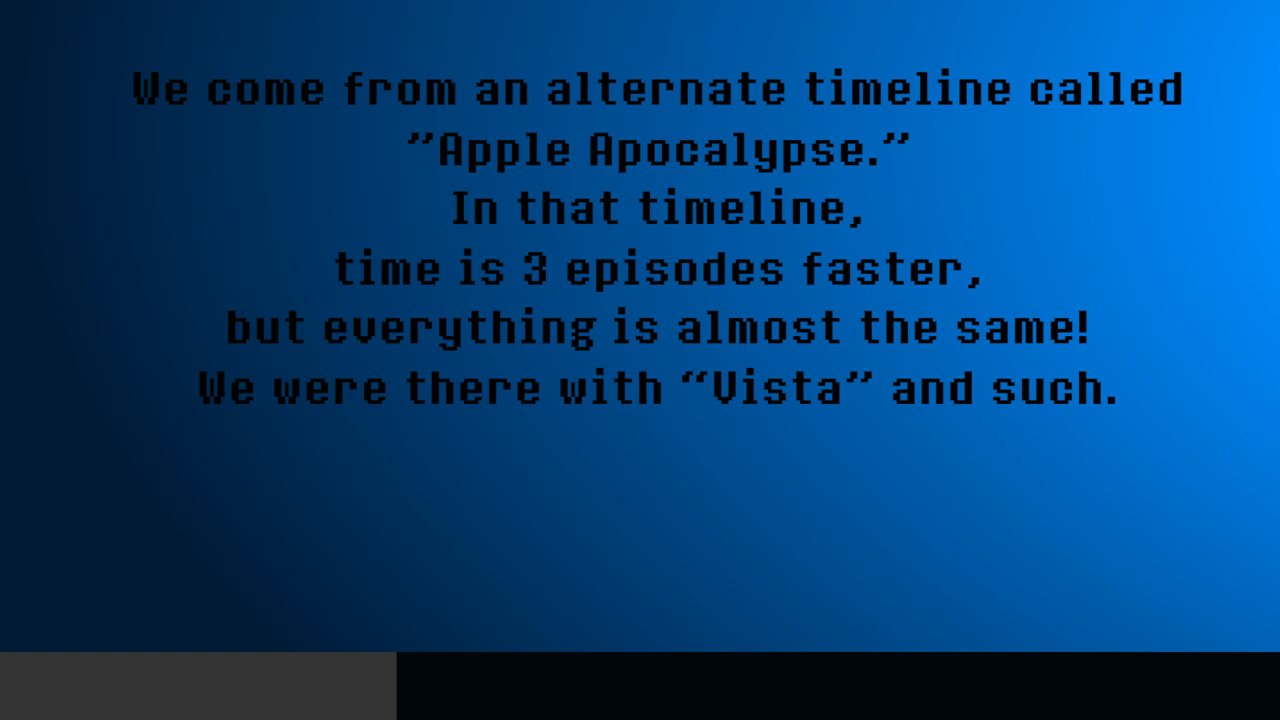 We come from an alternate timeline called
”Apple Apocalypse.”
In that timeline,
time is 3 episodes faster,
but everything is almost the same!
We were there with “Vista” and such.